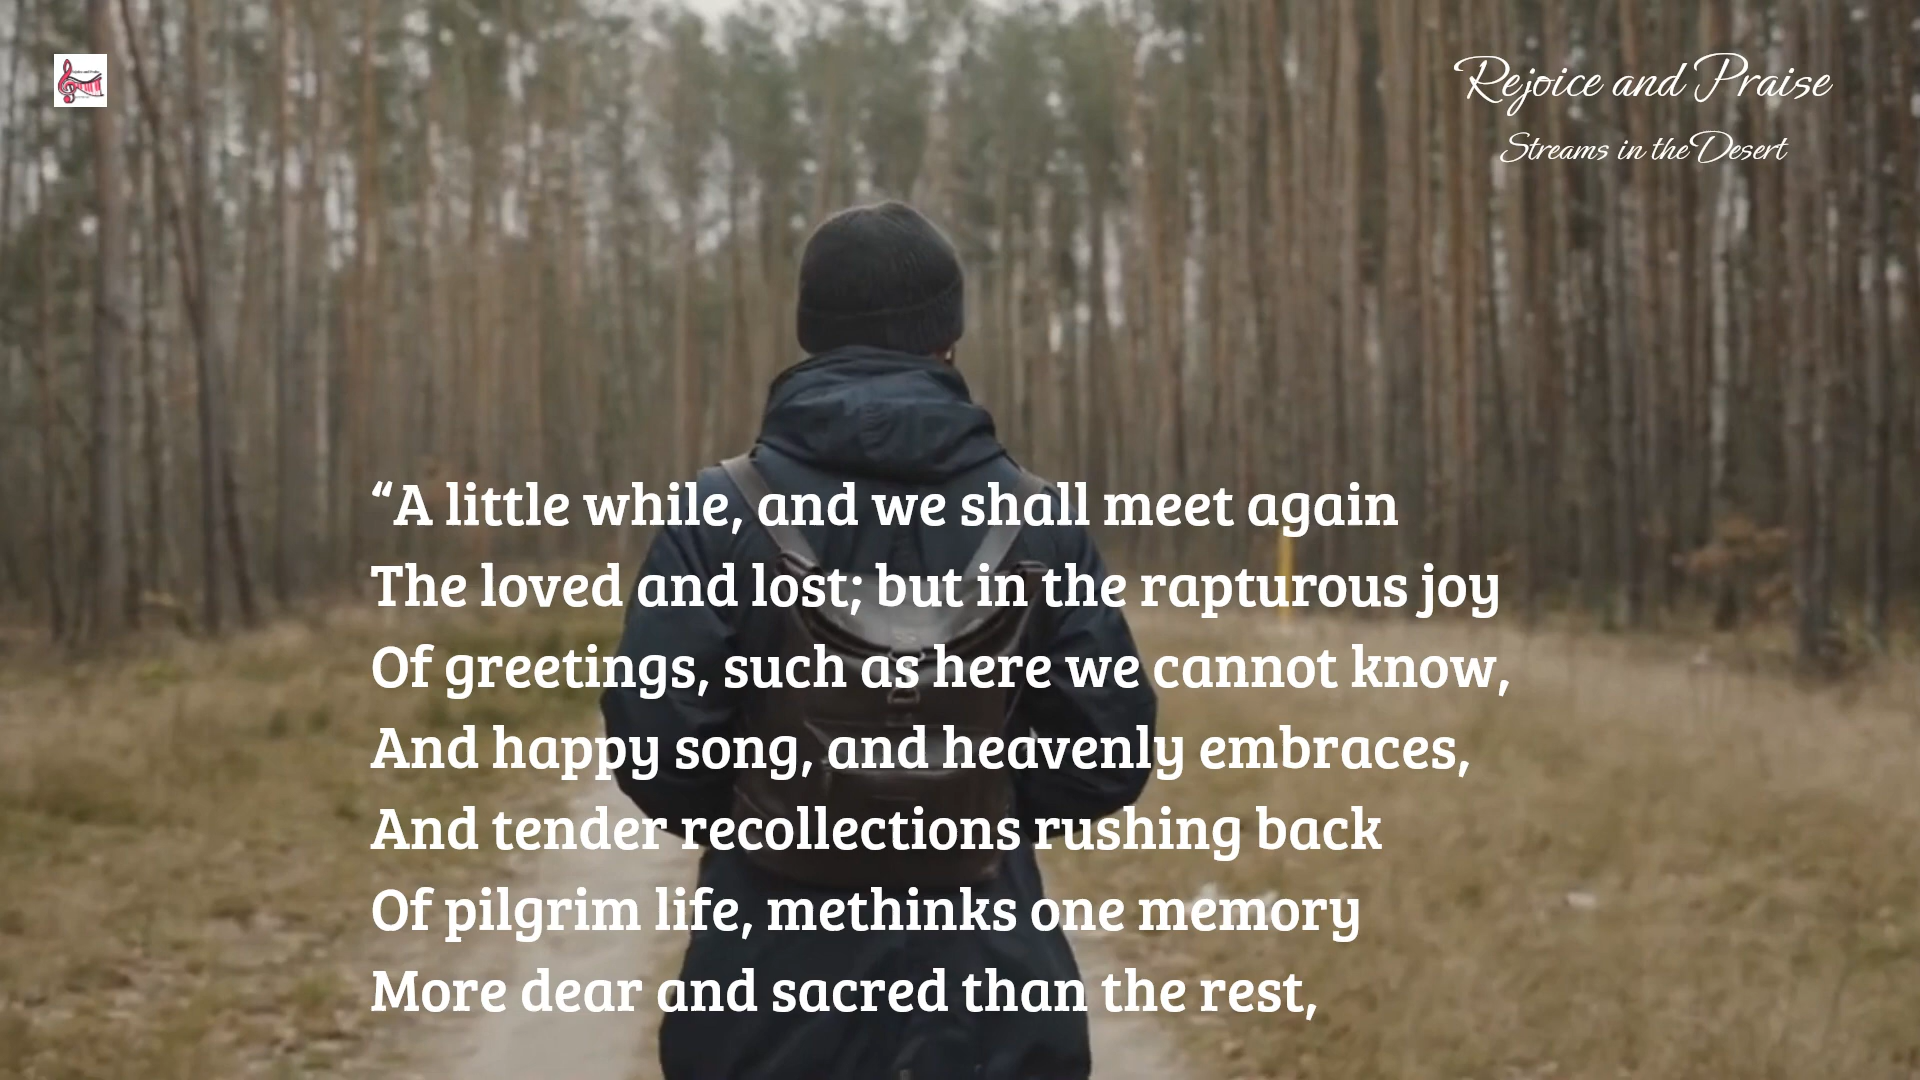 Rejoice and Praise
Streams in the Desert
“A little while, and we shall meet again
The loved and lost; but in the rapturous joy
Of greetings, such as here we cannot know,
And happy song, and heavenly embraces,
And tender recollections rushing back
Of pilgrim life, methinks one memory
More dear and sacred than the rest,